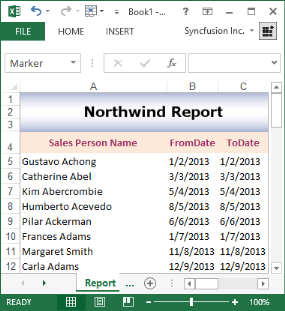 Book1 - ...
FILE HOME INSERT Syncfusion Inc.
Marker
A B C
1
2 Northwind Report
3
4 Sales Person Name FromDate ToDate
5 Gustavo Achong 1/2/2013 1/2/2013
6 Catherine Abel 3/3/2013 3/3/2013
7 Kim Abercrombie 5/4/2013 5/4/2013
8 Humberto Acevedo 8/5/2013 8/5/2013
9 Pilar Ackerman 6/6/2013 6/6/2013
10 Frances Adams 1/7/2013 1/7/2013
11 Margaret Smith 11/8/2013 11/8/2013
12 Carla Adams 12/9/2013 12/9/2013
Report ...
READY 100%